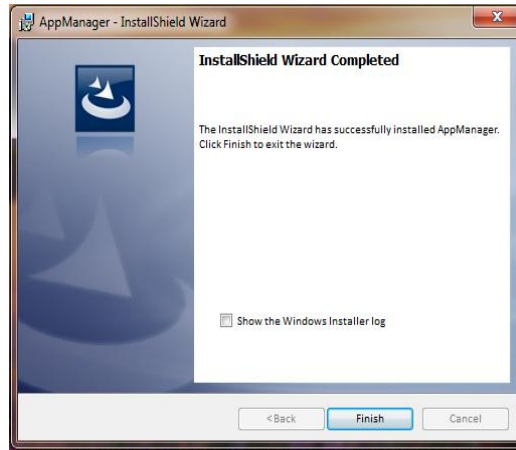 AppManager - InstallShield Wizard
X
InstallShield Wizard Completed
The InstallShield Wizard has successfully installed AppManager.
Click Finish to exit the wizard.
Show the Windows Installer log
<Back
Finish
Cancel